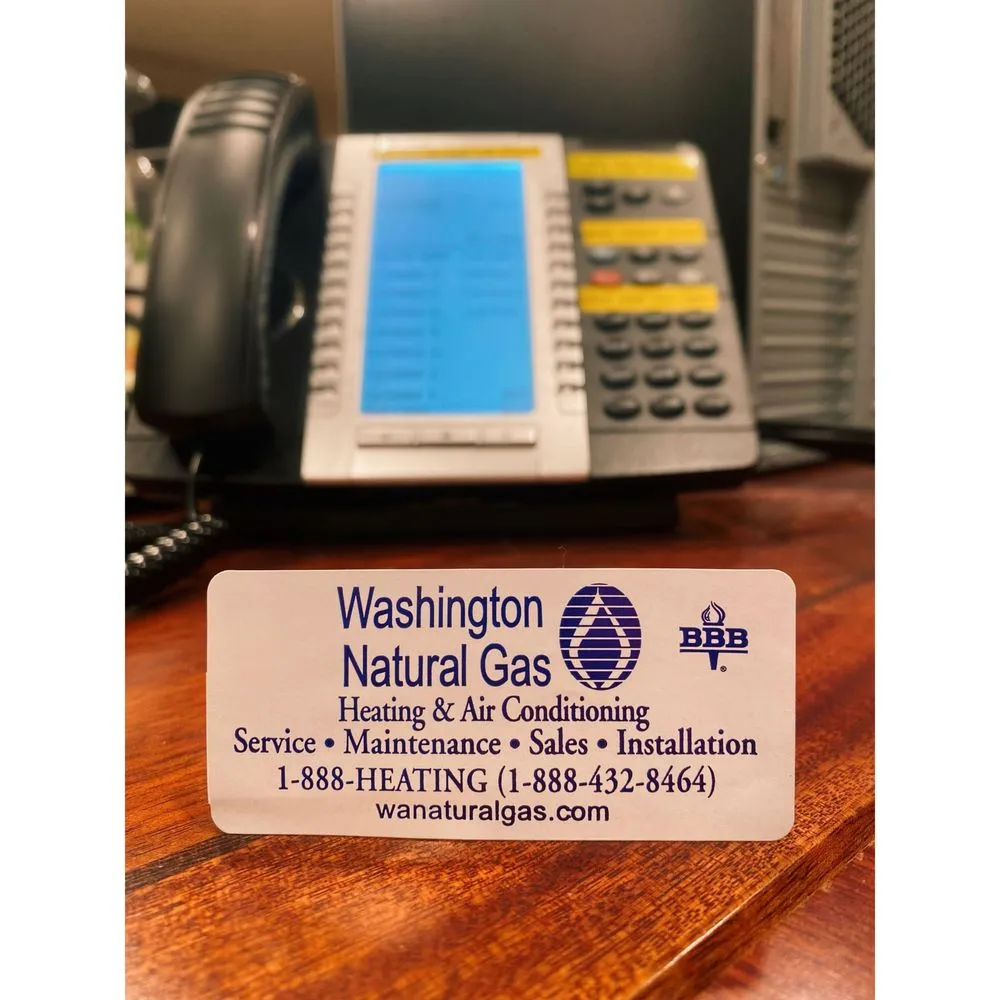 Washington
Natural Gas
BBB
Heating & Air Conditioning
Service • Maintenance • Sales • Installation
1-888-HEATING (1-888-432-8464)
wanaturalgas.com